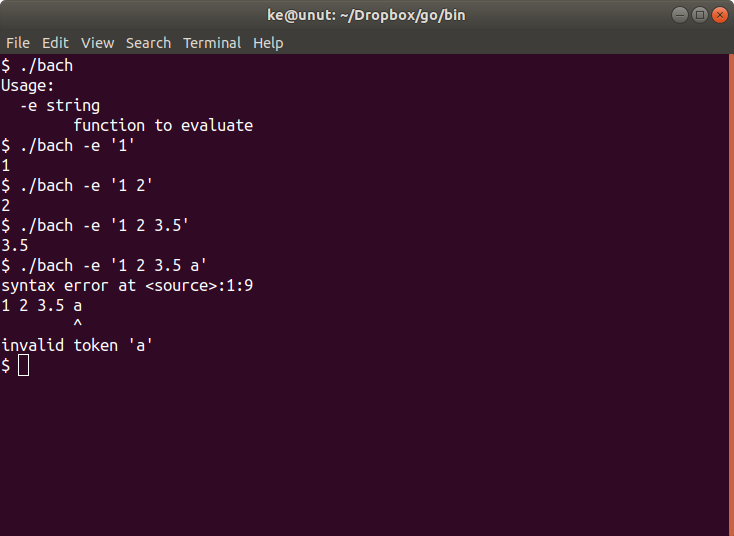 ke@unut: ~/Dropbox/go/bin
File Edit View Search Terminal Help
$ ./bach
Usage:
  -e string
        function to evaluate
$ ./bach -e '1'
1
$ ./bach -e '1 2'
2
$ ./bach -e '1 2 3.5'
3.5
$ ./bach -e '1 2 3.5 a'
syntax error at <source>:1:9
1 2 3.5 a
        ^
invalid token 'a'
$